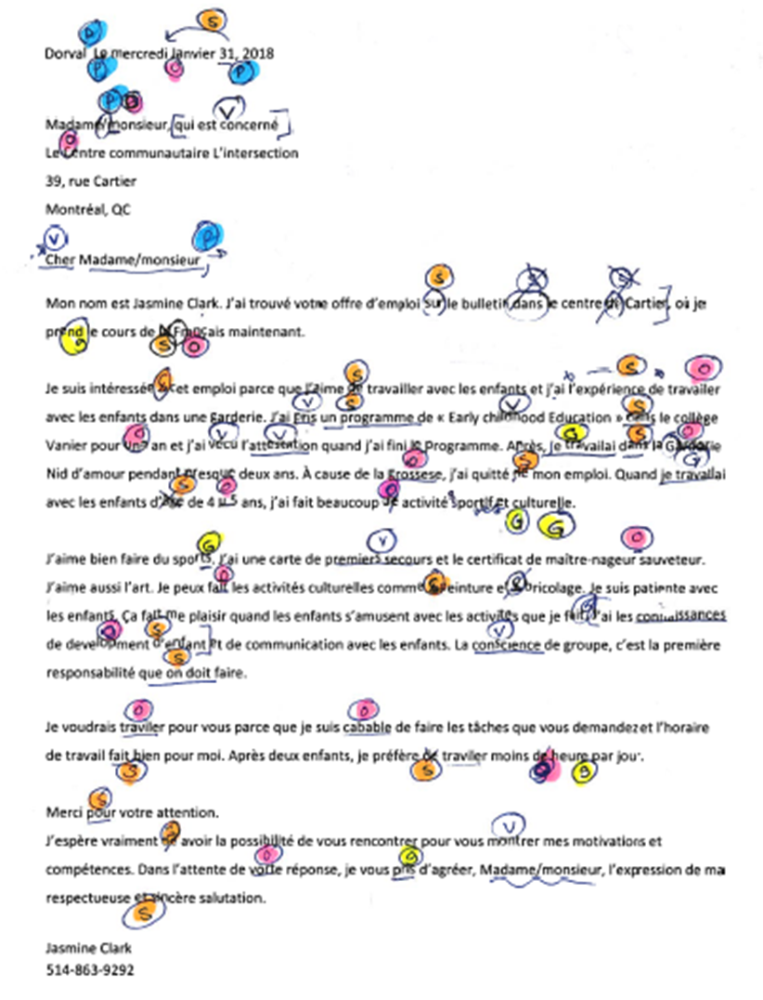 Dorval Le mercredi Janvier 31, 2018
Madame/monsieur, qui est concerné
Le Centre communautaire L'intersection
39, rue Cartier
Montréal, QC
Cher Madame/monsieur
Mon nom est Jasmine Clark. J'ai trouvé votre offre d'emploi sur le bulletin dans le centre Cartier, où je
prend le cours de Français maintenant.
Je suis intéressée cet emploi parce que j'aime travailler avec les enfants et j'ai l'expérience de travailer
avec les enfants dans une garderie. J'ai pris un programme de « Early childhood Education » dans le collège
Vanier pour an et j'ai vecu l'attestation quand j'ai fini le Programme. Après, je travailai dans la Garderie
Nid d'amour pendant presque deux ans. À cause de la grossese, j'ai quitté mon emploi. Quand je travallai
avec les enfants de 4 5 ans, j'ai fait beaucoup activité sportif et culturelle.
J'aime bien faire du sports. J'ai une carte de premiers secours et le certificat de maître-nageur sauveteur.
J'aime aussi l'art. Je peux fait les activités culturelles comme peinture et bricolage. Je suis patiente avec
les enfants. Ça fait me plaisir quand les enfants s'amusent avec les activités que je fait. J'ai les connaissances
de development d'enfant et de communication avec les enfants. La conscience de groupe, c'est la première
responsabilité que on doit faire.
Je voudrais traviler pour vous parce que je suis cabable de faire les tâches que vous demandezet l'horaire
de travail fait bien pour moi. Après deux enfants, je préfère de traviler moins heure par jour.
Merci pour votre attention.
J'espère vraiment avoir la possibilité de vous rencontrer pour vous montrer mes motivations et
compétences. Dans l'attente de réponse, je vous pris d'agréer, Madame/monsieur, l'expression de ma
respectueuse et sincère salutation.
Jasmine Clark
514-863-9292